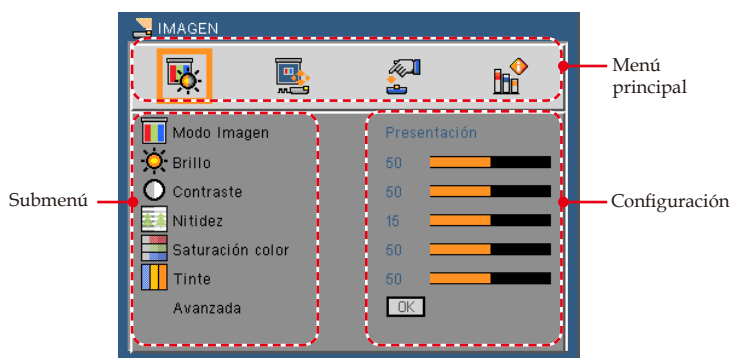 IMAGEN
Menú
principal
Modo Imagen Presentación
Brillo 50
Submenú
Contraste 50
Configuración
Nitidez 15
Saturación color 50
Tinte 50
Avanzada OK